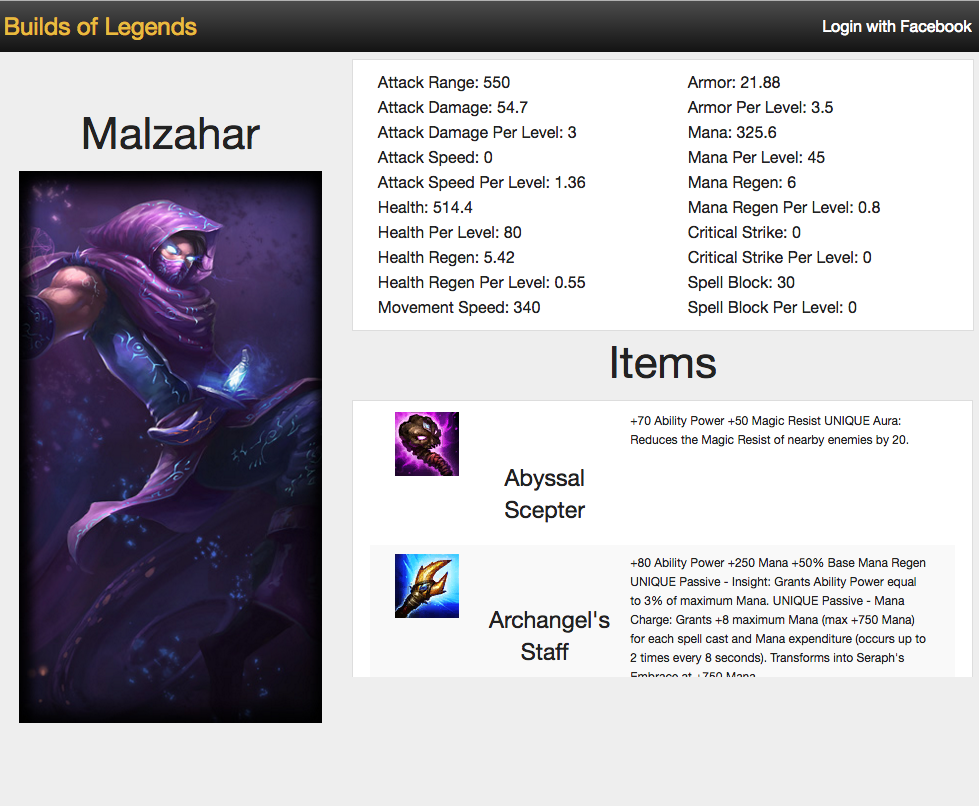 Builds of Legends
Login with Facebook
Malzahar
Attack Range: 550
Attack Damage: 54.7
Attack Damage Per Level: 3
Attack Speed: 0
Attack Speed Per Level: 1.36
Health: 514.4
Health Per Level: 80
Health Regen: 5.42
Health Regen Per Level: 0.55
Movement Speed: 340
Armor: 21.88
Armor Per Level: 3.5
Mana: 325.6
Mana Per Level: 45
Mana Regen: 6
Mana Regen Per Level: 0.8
Critical Strike: 0
Critical Strike Per Level: 0
Spell Block: 30
Spell Block Per Level: 0
Items
Abyssal
Scepter
+70 Ability Power +50 Magic Resist UNIQUE Aura:
Reduces the Magic Resist of nearby enemies by 20.
Archangel's
Staff
+80 Ability Power +250 Mana +50% Base Mana Regen
UNIQUE Passive - Insight: Grants Ability Power equal
to 3% of maximum Mana. UNIQUE Passive - Mana
Charge: Grants +8 maximum Mana (max +750 Mana)
for each spell cast and Mana expenditure (occurs up to
2 times every 8 seconds). Transforms into Seraph's
Embrace at +750 Mana.